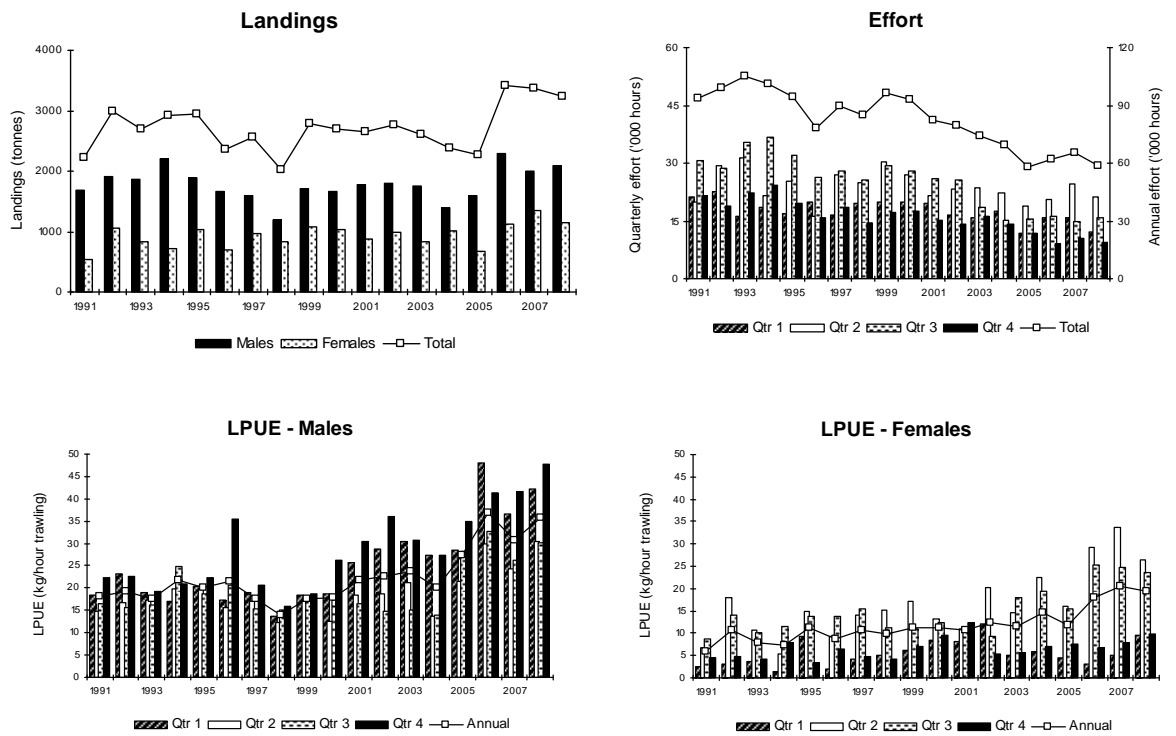 Landings
4000
3000
2000
1000
0
Landings (tonnes)
1991 1993 1995 1997 1999 2001 2003 2005 2007
Males Females Total
Effort
60
45
30
15
0
Quarterly effort ('000 hours)
120
90
60
30
0
Annual effort ('000 hours)
1991 1993 1995 1997 1999 2001 2003 2005 2007
Qtr 1 Qtr 2 Qtr 3 Qtr 4 Total
LPUE - Males
50
45
40
35
30
25
20
15
10
5
0
LPUE (kg/hour trawling)
1991 1993 1995 1997 1999 2001 2003 2005 2007
Qtr 1 Qtr 2 Qtr 3 Qtr 4 Annual
LPUE - Females
50
45
40
35
30
25
20
15
10
5
0
LPUE (kg/hour trawling)
1991 1993 1995 1997 1999 2001 2003 2005 2007
Qtr 1 Qtr 2 Qtr 3 Qtr 4 Annual